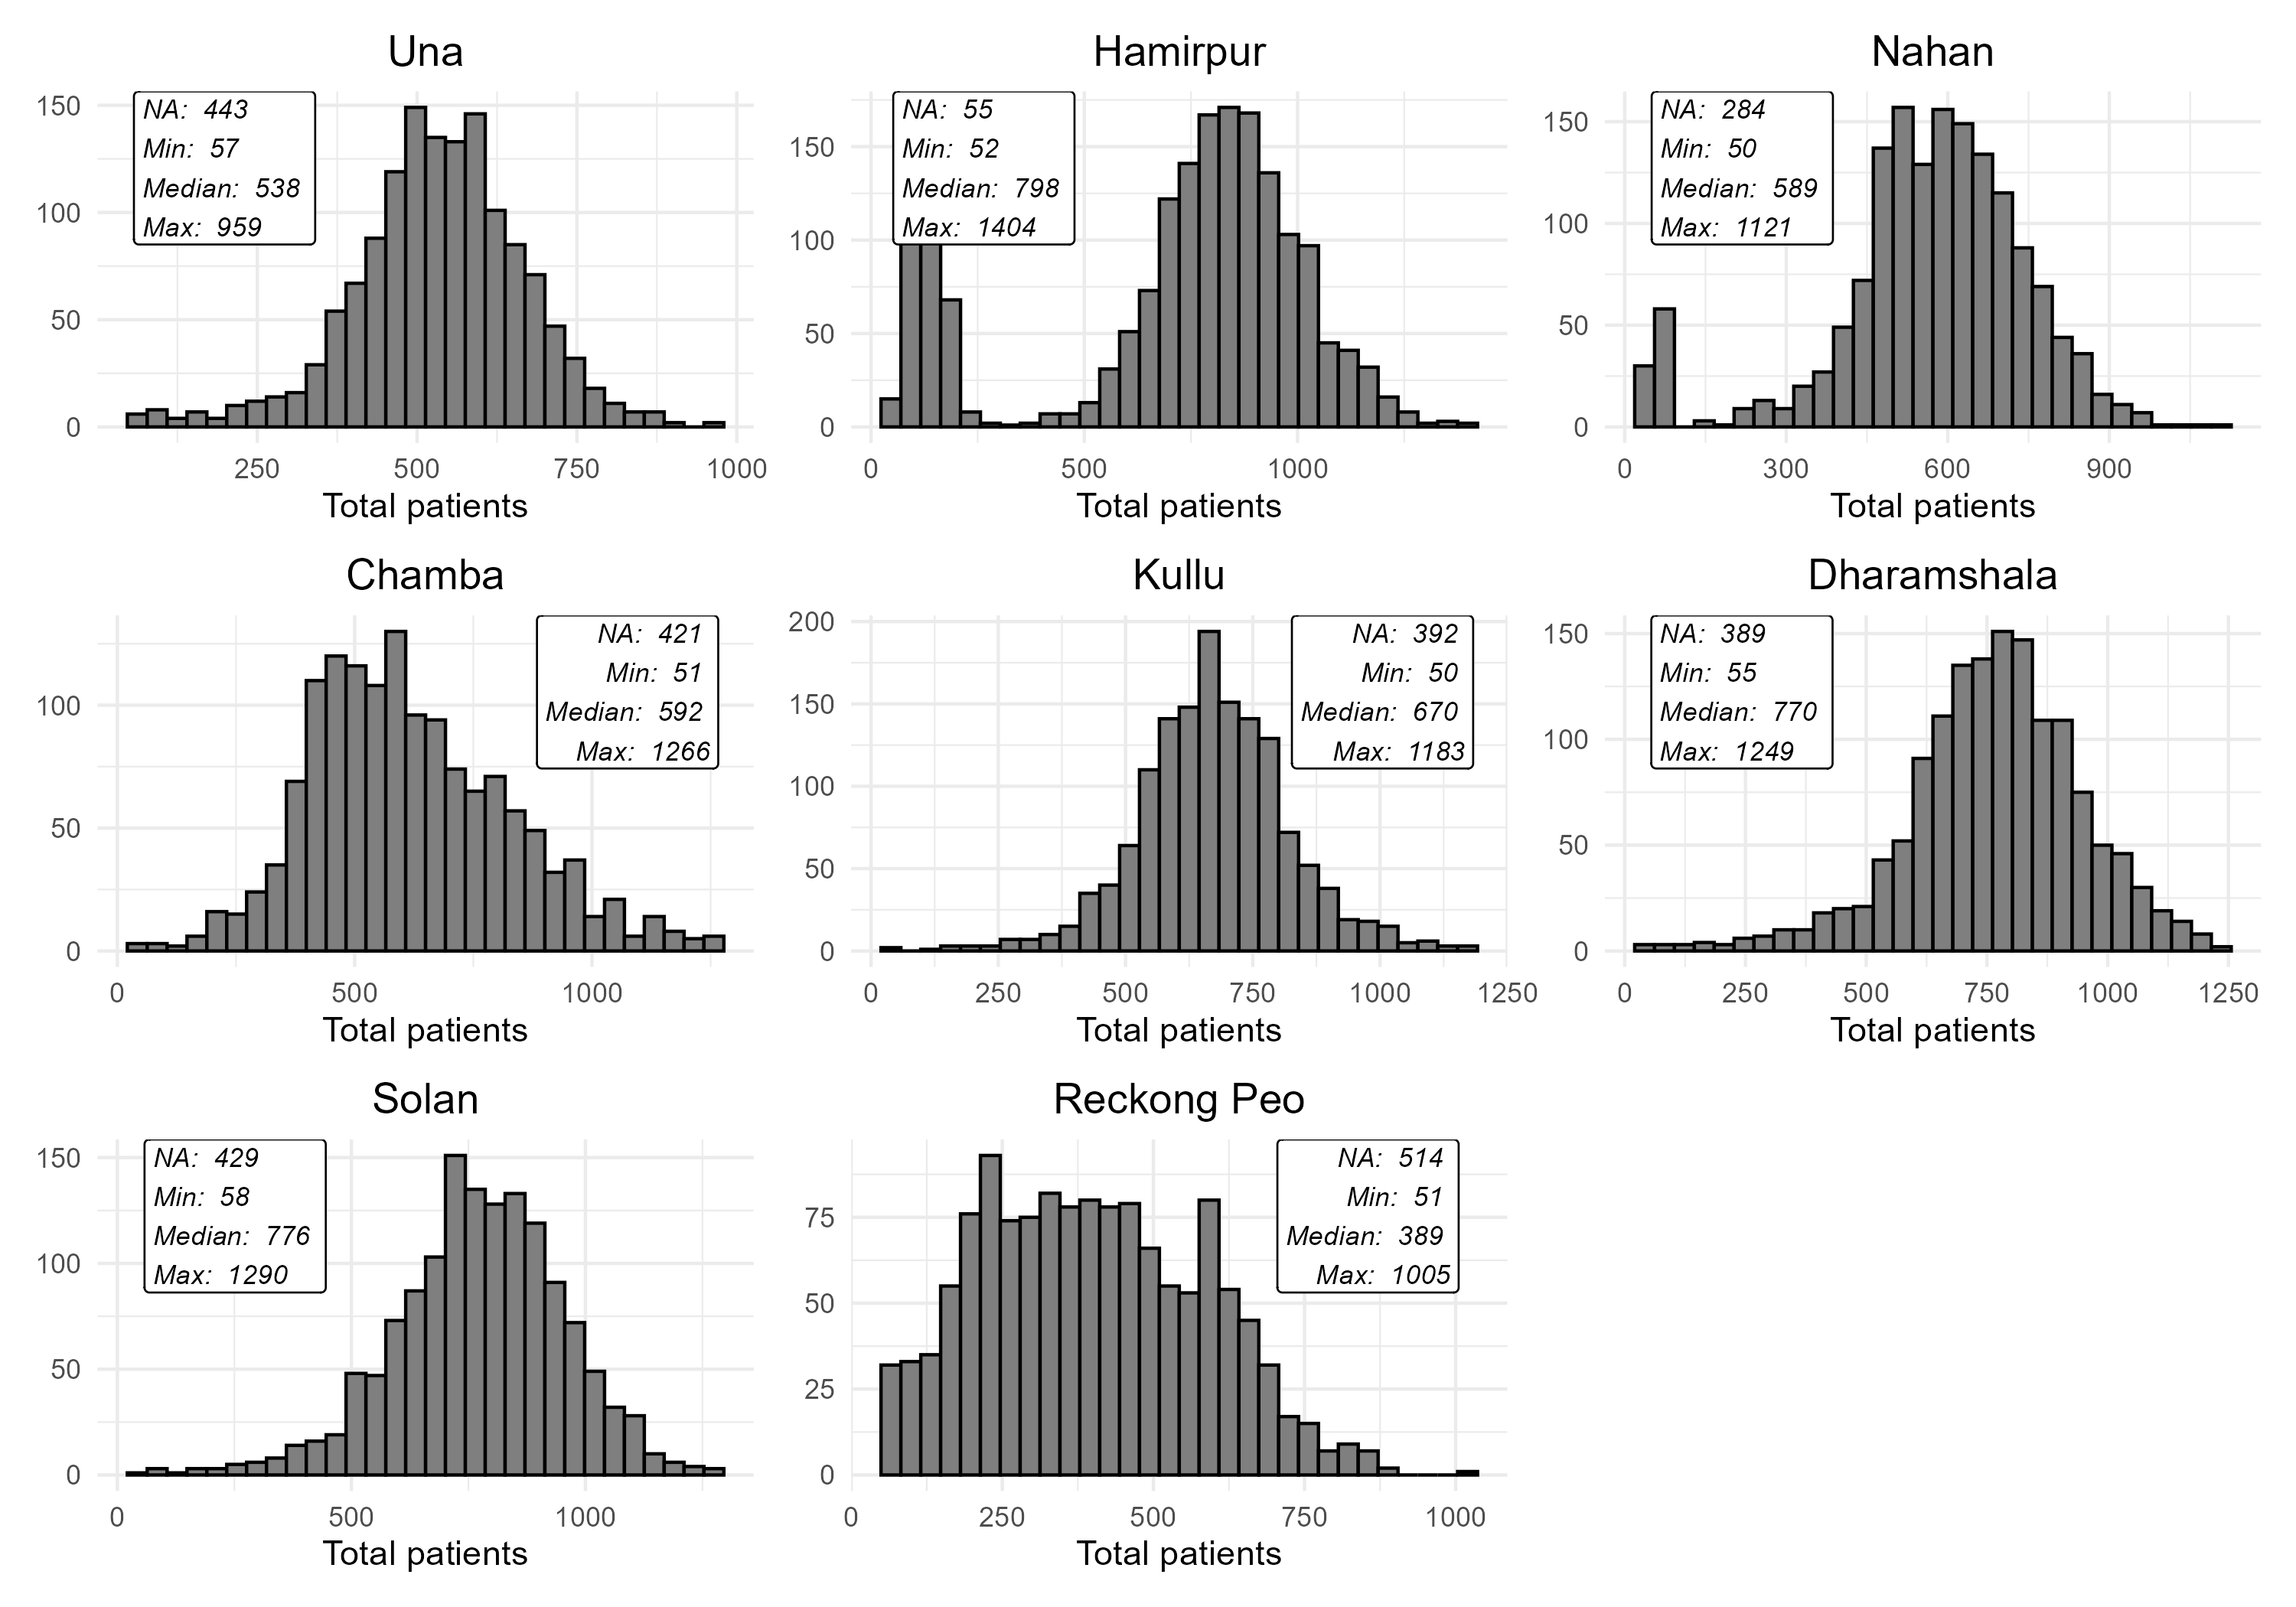 Una
NA: 443
Min: 57
Median: 538
Max: 959
150
100
50
0
250 500 750 1000
Total patients
Hamirpur
NA: 55
Min: 52
Median: 798
Max: 1404
150
100
50
0
0 500 1000
Total patients
Nahan
NA: 284
Min: 50
Median: 589
Max: 1121
150
100
50
0
0 300 600 900
Total patients
Chamba
NA: 421
Min: 51
Median: 592
Max: 1266
100
50
0
0 500 1000
Total patients
Kullu
NA: 392
Min: 50
Median: 670
Max: 1183
200
150
100
50
0
0 250 500 750 1000 1250
Total patients
Dharamshala
NA: 389
Min: 55
Median: 770
Max: 1249
150
100
50
0
0 250 500 750 1000 1250
Total patients
Solan
NA: 429
Min: 58
Median: 776
Max: 1290
150
100
50
0
0 500 1000
Total patients
Reckong Peo
NA: 514
Min: 51
Median: 389
Max: 1005
75
50
25
0
0 250 500 750 1000
Total patients